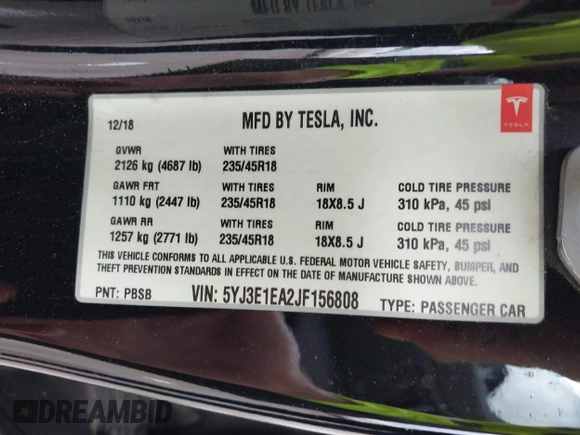 12/18 MFD BY TESLA, INC.
TESLA
GVWR WITH TIRES
2126 kg (4687 lb) 235/45R18
GAWR FRT WITH TIRES RIM COLD TIRE PRESSURE
1110 kg (2447 lb) 235/45R18 18X8.5 J 310 kPa, 45 psi
GAWR RR WITH TIRES RIM COLD TIRE PRESSURE
1257 kg (2771 lb) 235/45R18 18X8.5 J 310 kPa, 45 psi
THIS VEHICLE CONFORMS TO ALL APPLICABLE U.S. FEDERAL MOTOR VEHICLE SAFETY, BUMPER, AND
THEFT PREVENTION STANDARDS IN EFFECT ON THE DATE OF MANUFACTURE SHOWN ABOVE.
PNT: PBSB VIN: 5YJ3E1EA2JF156808 TYPE: PASSENGER CAR
DREAMBID